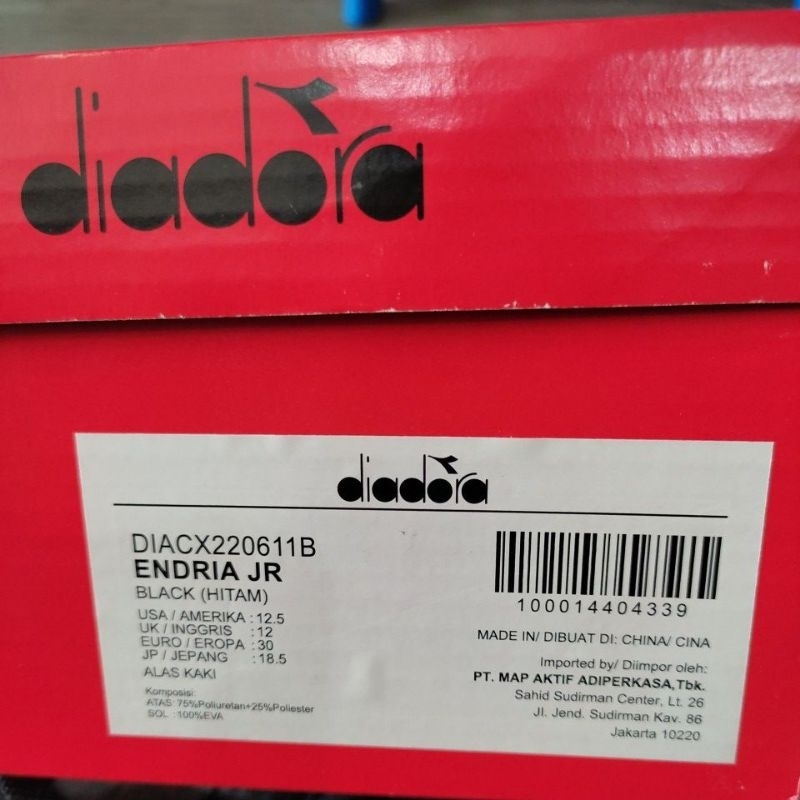 diadora
diadora
DIACX220611B
ENDRIA JR
BLACK (HITAM)
USA / AMERIKA : 12.5
UK / INGGRIS : 12
EURO / EROPA : 30
JP / JEPANG : 18.5
ALAS KAKI
Komposisi:
ATAS: 75%Poliuretan+25%Poliester
SOL : 100%EVA
100014404339
MADE IN/ DIBUAT DI: CHINA/ CINA
Imported by/ Diimpor oleh:
PT. MAP AKTIF ADIPERKASA,Tbk.
Sahid Sudirman Center, Lt. 26
Jl. Jend. Sudirman Kav. 86
Jakarta 10220